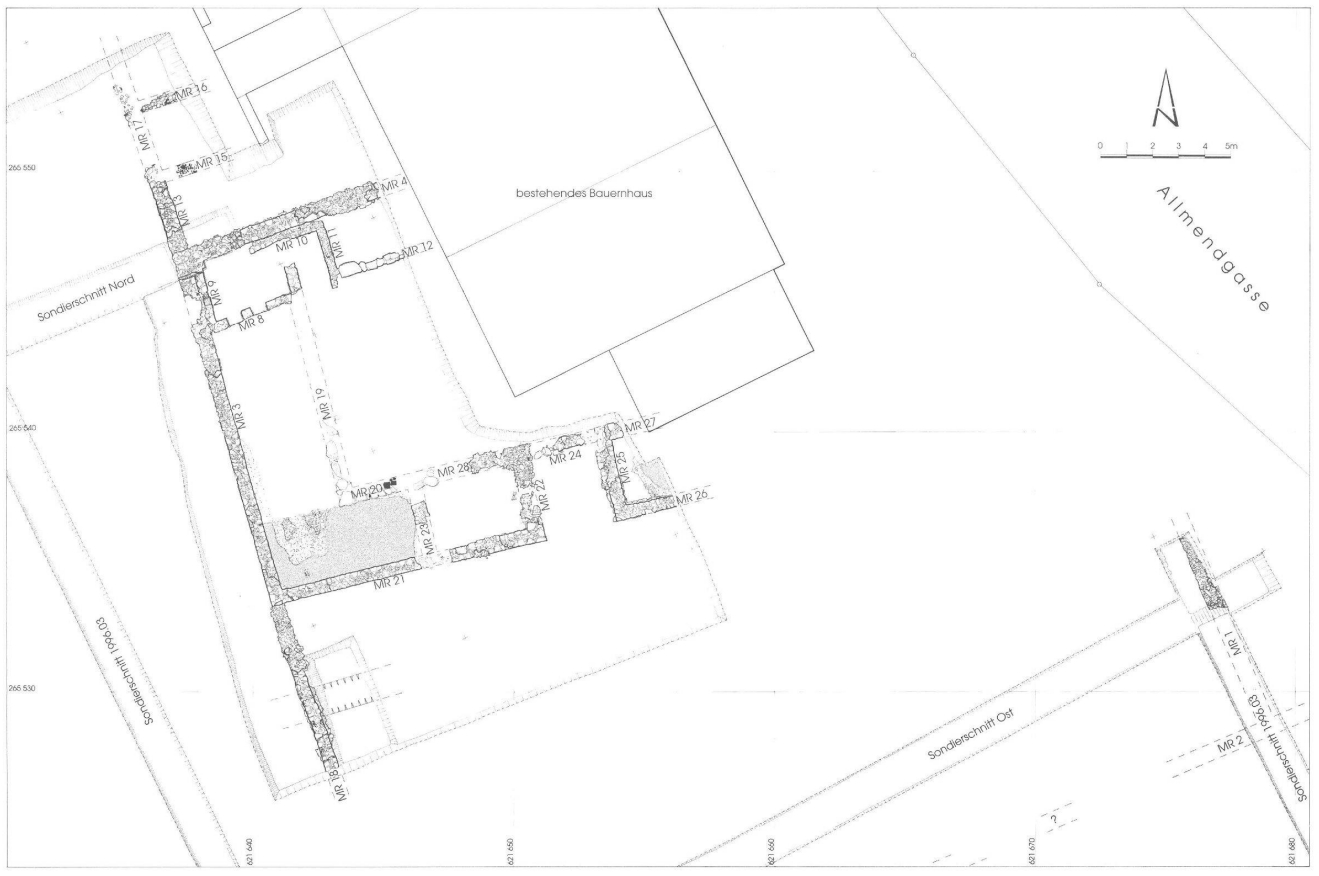 MR 16
MR 17
MR 15
265 550
MR 13
MR 4
bestehendes Bauernhaus
N
0 1 2 3 4 5m
Allmendgasse
MR 10
MR 11
MR 12
Sondierschnitt Nord
MR 9
MR 8
MR 3
MR 19
265 540
MR 27
MR 24
MR 25
MR 28
MR 20
MR 22
MR 26
MR 23
MR 21
Sondierschnitt 1996.03
265 530
MR 18
MR 1
Sondierschnitt Ost
MR 2
Sondierschnitt 1996.03
?
621 640
621 650
621 660
621 670
621 680